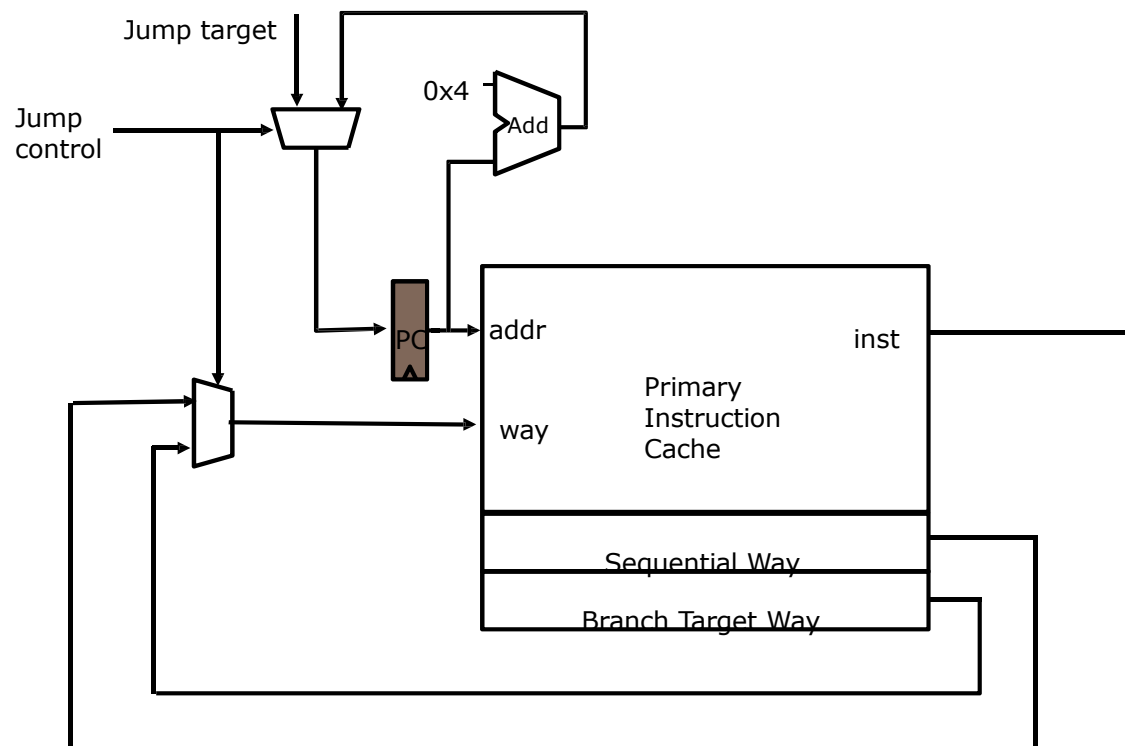 Jump target
0x4
Add
Jump
control
PC
addr
inst
Primary
Instruction
Cache
way
Sequential Way
Branch Target Way